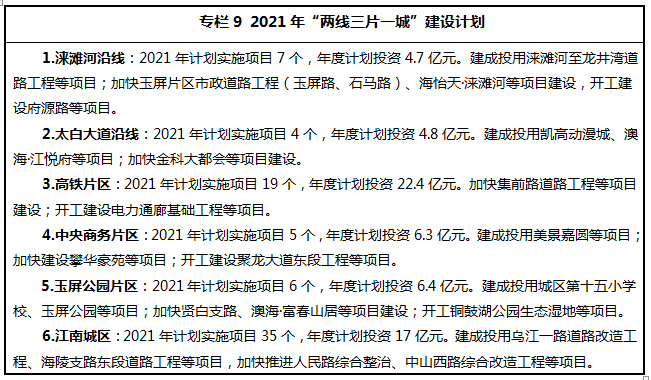 专栏 9  2021 年“两线三片一城”建设计划
1.涞滩河沿线：2021 年计划实施项目 7 个，年度计划投资 4.7 亿元。建成投用涞滩河至龙井湾道
路工程等项目；加快玉屏片区市政道路工程（玉屏路、石马路）、海怡天·涞滩河等项目建设，开工建
设府源路等项目。
2.太白大道沿线：2021 年计划实施项目 4 个，年度计划投资 4.8 亿元。建成投用凯高动漫城、澳
海·江悦府等项目；加快金科大都会等项目建设。
3.高铁片区：2021 年计划实施项目 19 个，年度计划投资 22.4 亿元。加快集前路道路工程等项目
建设；开工建设电力通廊基础工程等项目。
4.中央商务片区：2021 年计划实施项目 5 个，年度计划投资 6.3 亿元。建成投用美景嘉圆等项目；
加快建设攀华豪苑等项目；开工建设聚龙大道东段工程等项目。
5.玉屏公园片区：2021 年计划实施项目 6 个，年度计划投资 6.4 亿元。建成投用城区第十五小学
校、玉屏公园等项目；加快贤白支路、澳海·富春山居等项目建设；开工铜鼓湖公园生态湿地等项目。
6.江南城区：2021 年计划实施项目 35 个，年度计划投资 17 亿元。建成投用乌江一路道路改造工
程、海陵支路东段道路工程等项目，加快推进人民路综合整治、中山西路综合改造工程等项目。